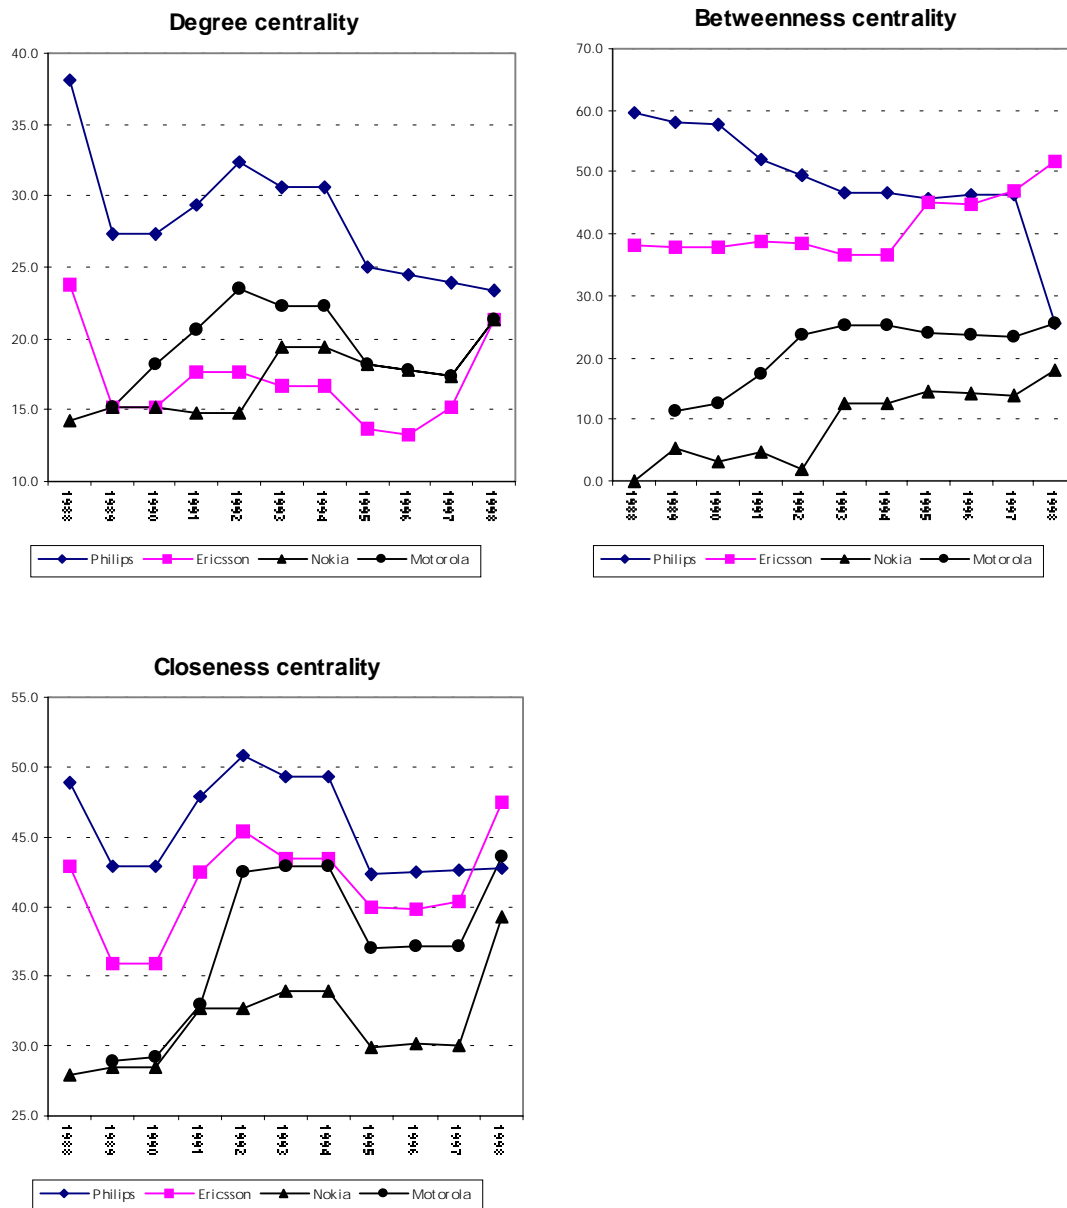 Degree centrality
40.0
35.0
30.0
25.0
20.0
15.0
10.0
1988 1989 1990 1991 1992 1993 1994 1995 1996 1997 1998
Philips Ericsson Nokia Motorola
Betweenness centrality
70.0
60.0
50.0
40.0
30.0
20.0
10.0
0.0
1988 1989 1990 1991 1992 1993 1994 1995 1996 1997 1998
Philips Ericsson Nokia Motorola
Closeness centrality
55.0
50.0
45.0
40.0
35.0
30.0
25.0
1988 1989 1990 1991 1992 1993 1994 1995 1996 1997 1998
Philips Ericsson Nokia Motorola